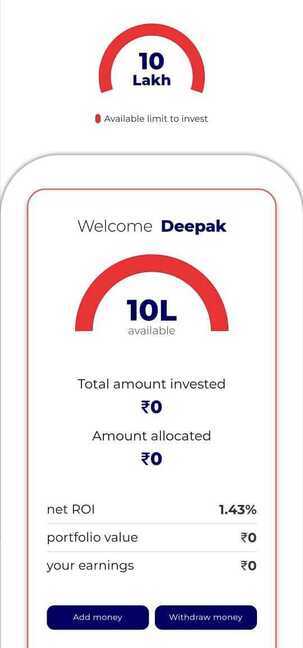 10
Lakh
Available limit to invest
Welcome Deepak
10L
available
Total amount invested
₹0
Amount allocated
₹0
net ROI 1.43%
portfolio value ₹0
your earnings ₹0
Add money Withdraw money